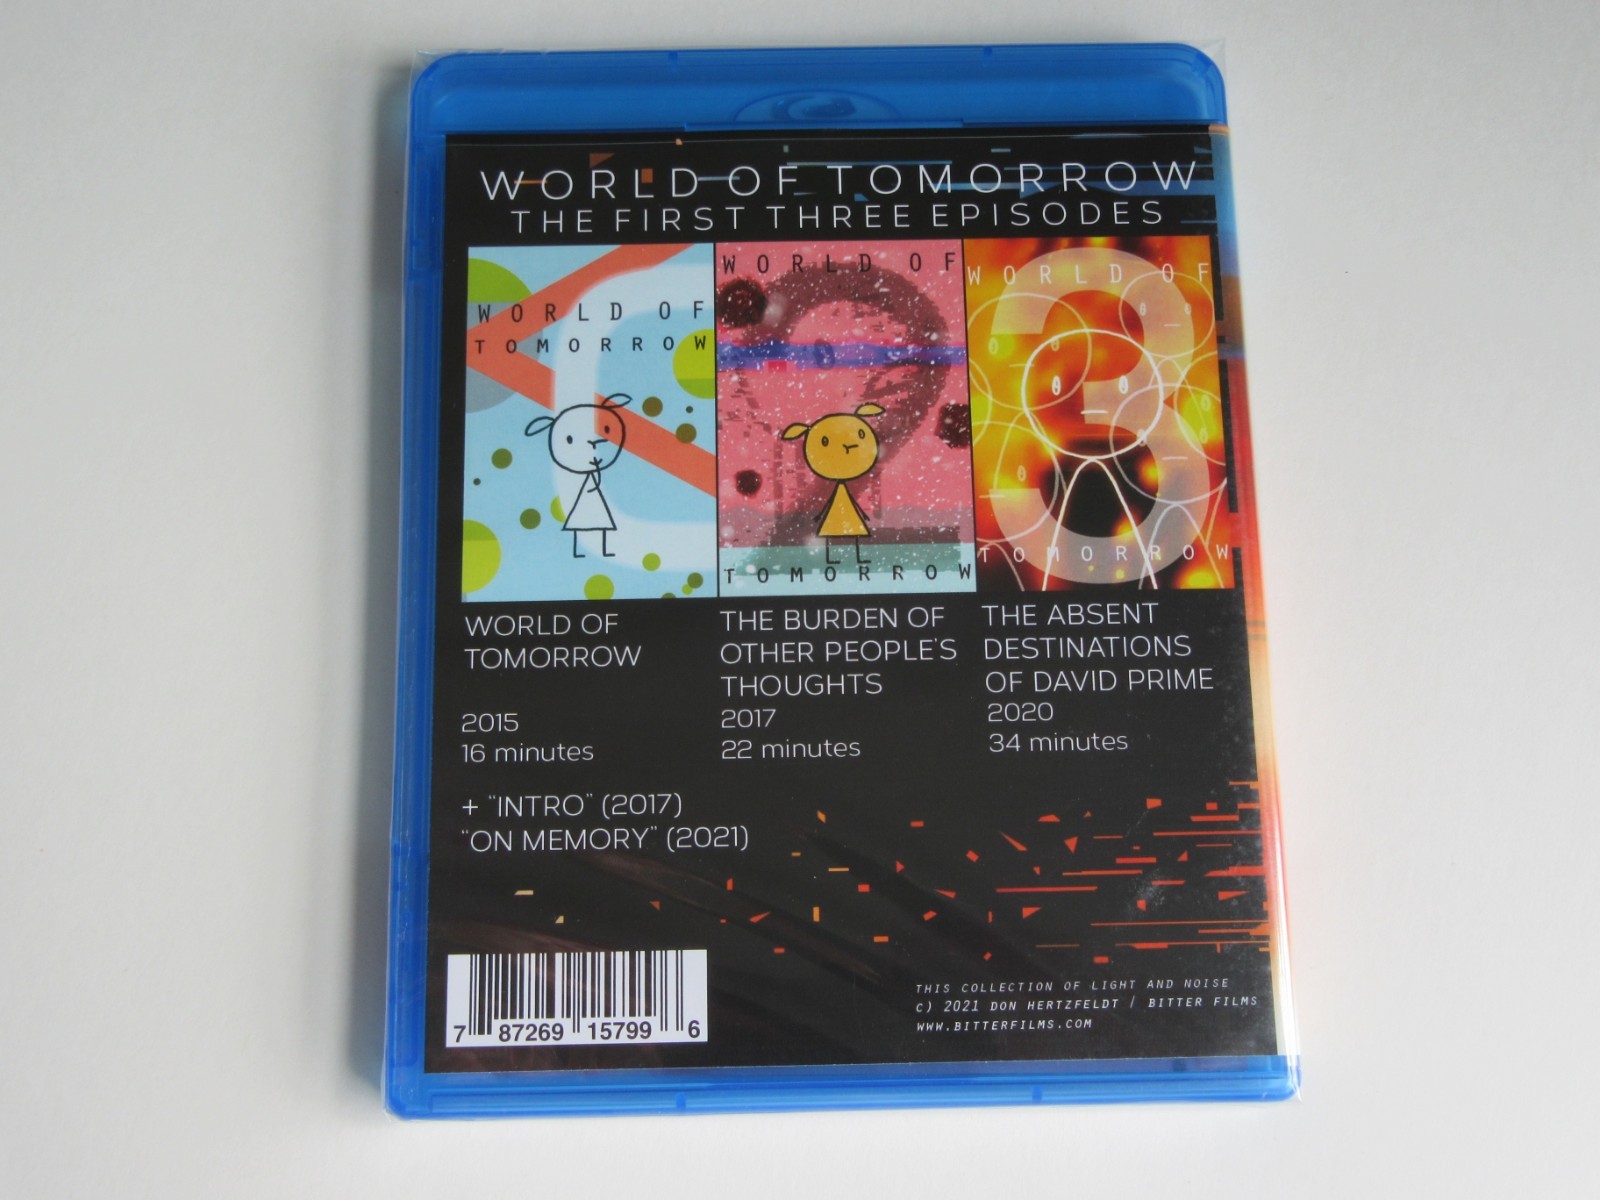 WORLD OF TOMORROW
THE FIRST THREE EPISODES
WORLD OF
TOMORROW
WORLD OF
TOMORROW
WORLD OF
TOMORROW
WORLD OF
TOMORROW
2015
16 minutes
THE BURDEN OF
OTHER PEOPLE'S
THOUGHTS
2017
22 minutes
THE ABSENT
DESTINATIONS
OF DAVID PRIME
2020
34 minutes
+ "INTRO" (2017)
"ON MEMORY" (2021)
7 87269 15799 6
THIS COLLECTION OF LIGHT AND NOISE
C) 2021 DON HERTZFELDT / BITTER FILMS
WWW.BITTERFILMS.COM